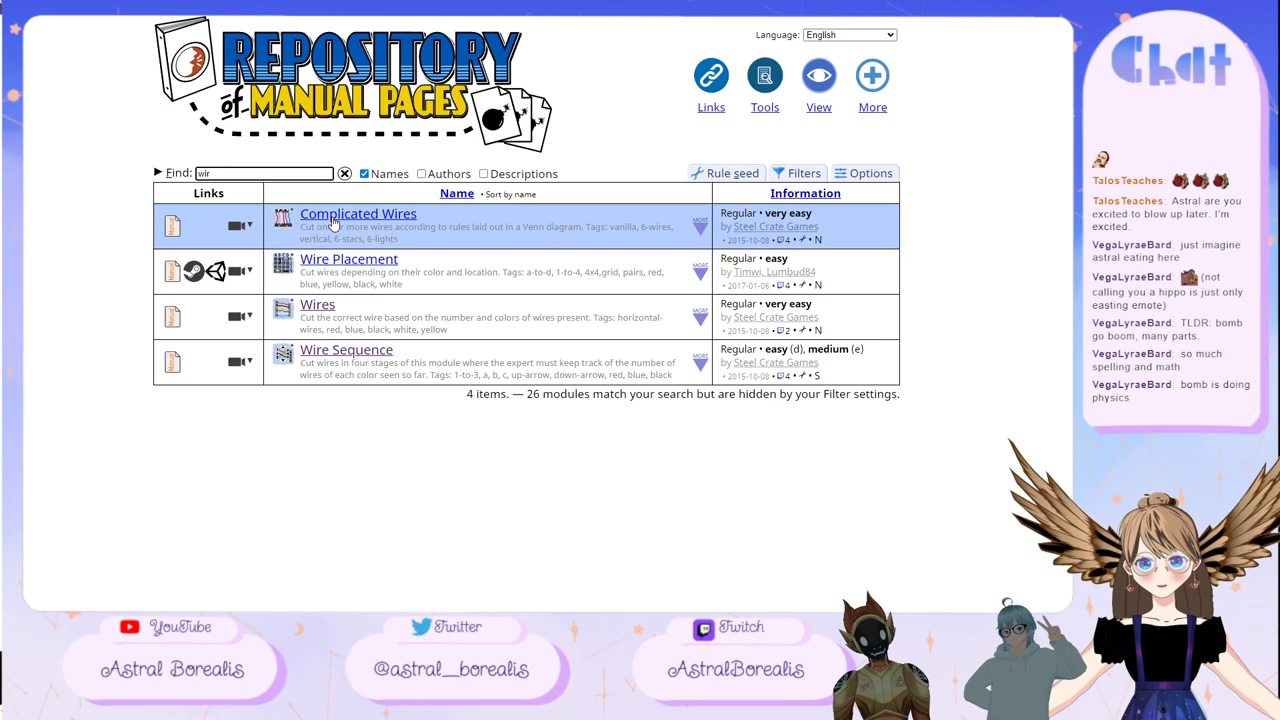 REPOSITORY
of MANUAL PAGES
Language: English
Links Tools View More
Find: wir Names Authors Descriptions
Rule seed Filters Options
Links Name • Sort by name Information
Manual
Complicated Wires
Cut one or more wires according to rules laid out in a Venn diagram. Tags: vanilla, 6-wires,
vertical, 6-stars, 6-lights
MORE
Regular • very easy
by Steel Crate Games
• 2015-10-08 • 4 • • N
Manual
Wire Placement
Cut wires depending on their color and location. Tags: a-to-d, 1-to-4, 4x4,grid, pairs, red,
blue, yellow, black, white
MORE
Regular • easy
by Timwi, Lumbud84
• 2017-01-06 • 4 • • N
Manual
Wires
Cut the correct wire based on the number and colors of wires present. Tags: horizontal-
wires, red, blue, black, white, yellow
MORE
Regular • very easy
by Steel Crate Games
• 2015-10-08 • 2 • • N
Manual
Wire Sequence
Cut wires in four stages of this module where the expert must keep track of the number of
wires of each color seen so far. Tags: 1-to-3, a, b, c, up-arrow, down-arrow, red, blue, black
MORE
Regular • easy (d), medium (e)
by Steel Crate Games
• 2015-10-08 • 4 • • S
4 items. — 26 modules match your search but are hidden by your Filter settings.
Chat
TalosTeaches:
TalosTeaches: Astral are you
excited to blow up later. I'm
excited.
VegaLyraeBard: just imagine
astral eating here
VegaLyraeBard: (not
calling you a hippo is just only
easting emote)
VegaLyraeBard: TLDR: bomb
go boom, many parts.
VegaLyraeBard: so much
spelling and math
VegaLyraeBard: bomb is doing
physics
YouTube
Astral Borealis
Twitter
@astral__borealis
Twitch
AstralBorealis